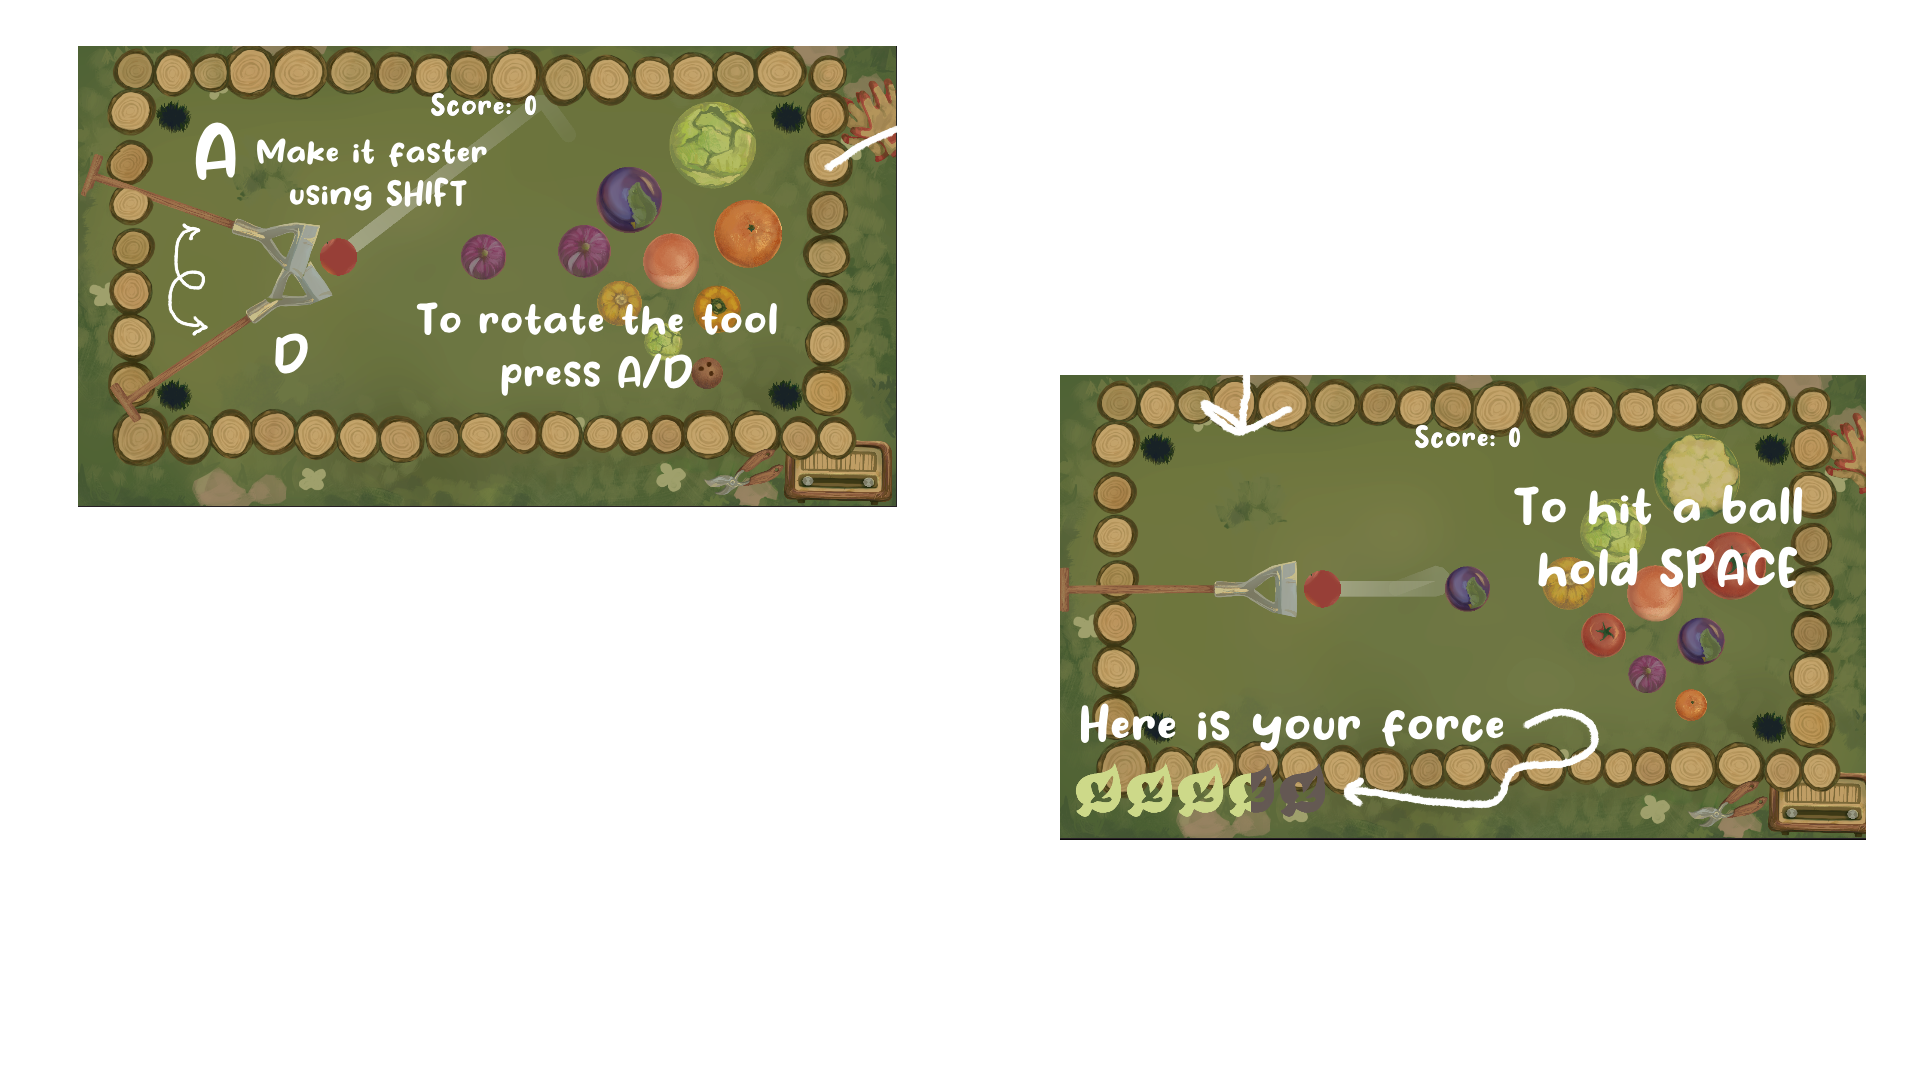 Score: 0
A
Make it faster
using SHIFT
To rotate the tool
press A/D
D
Score: 0
To hit a ball
hold SPACE
Here is your force